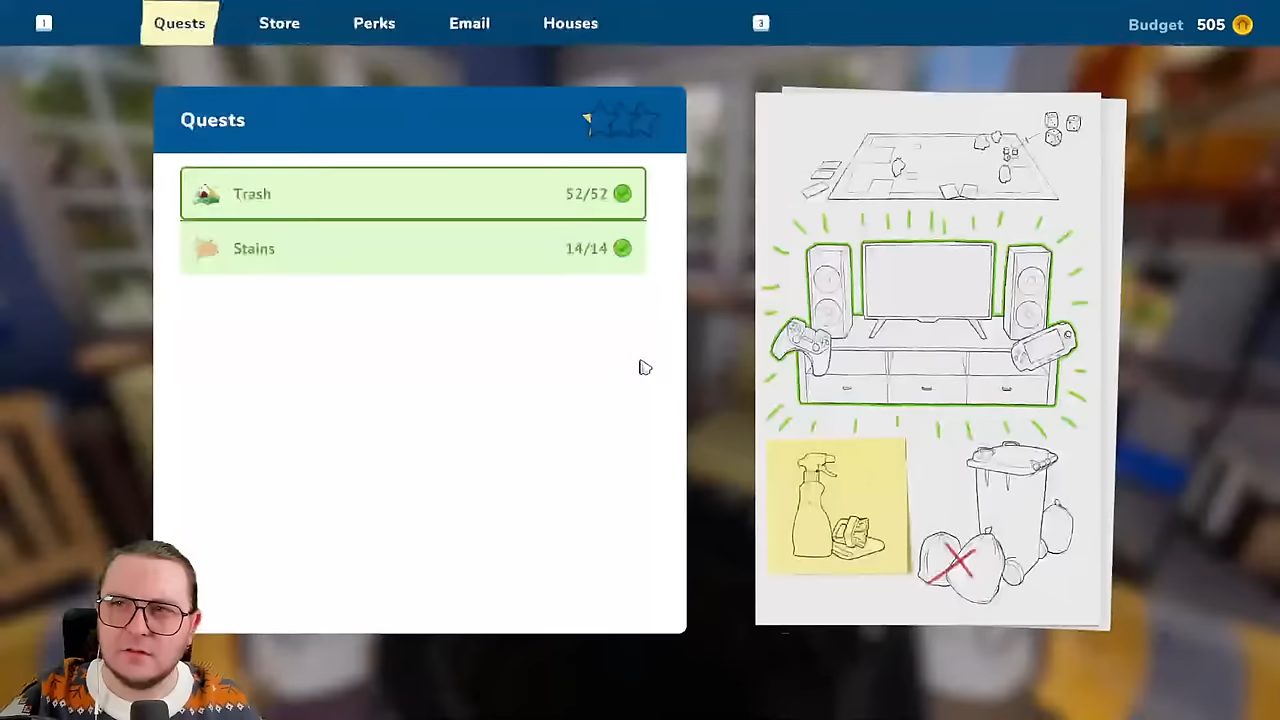 1 Quests Store Perks Email Houses 3 Budget 505
Quests
Trash 52/52
Stains 14/14